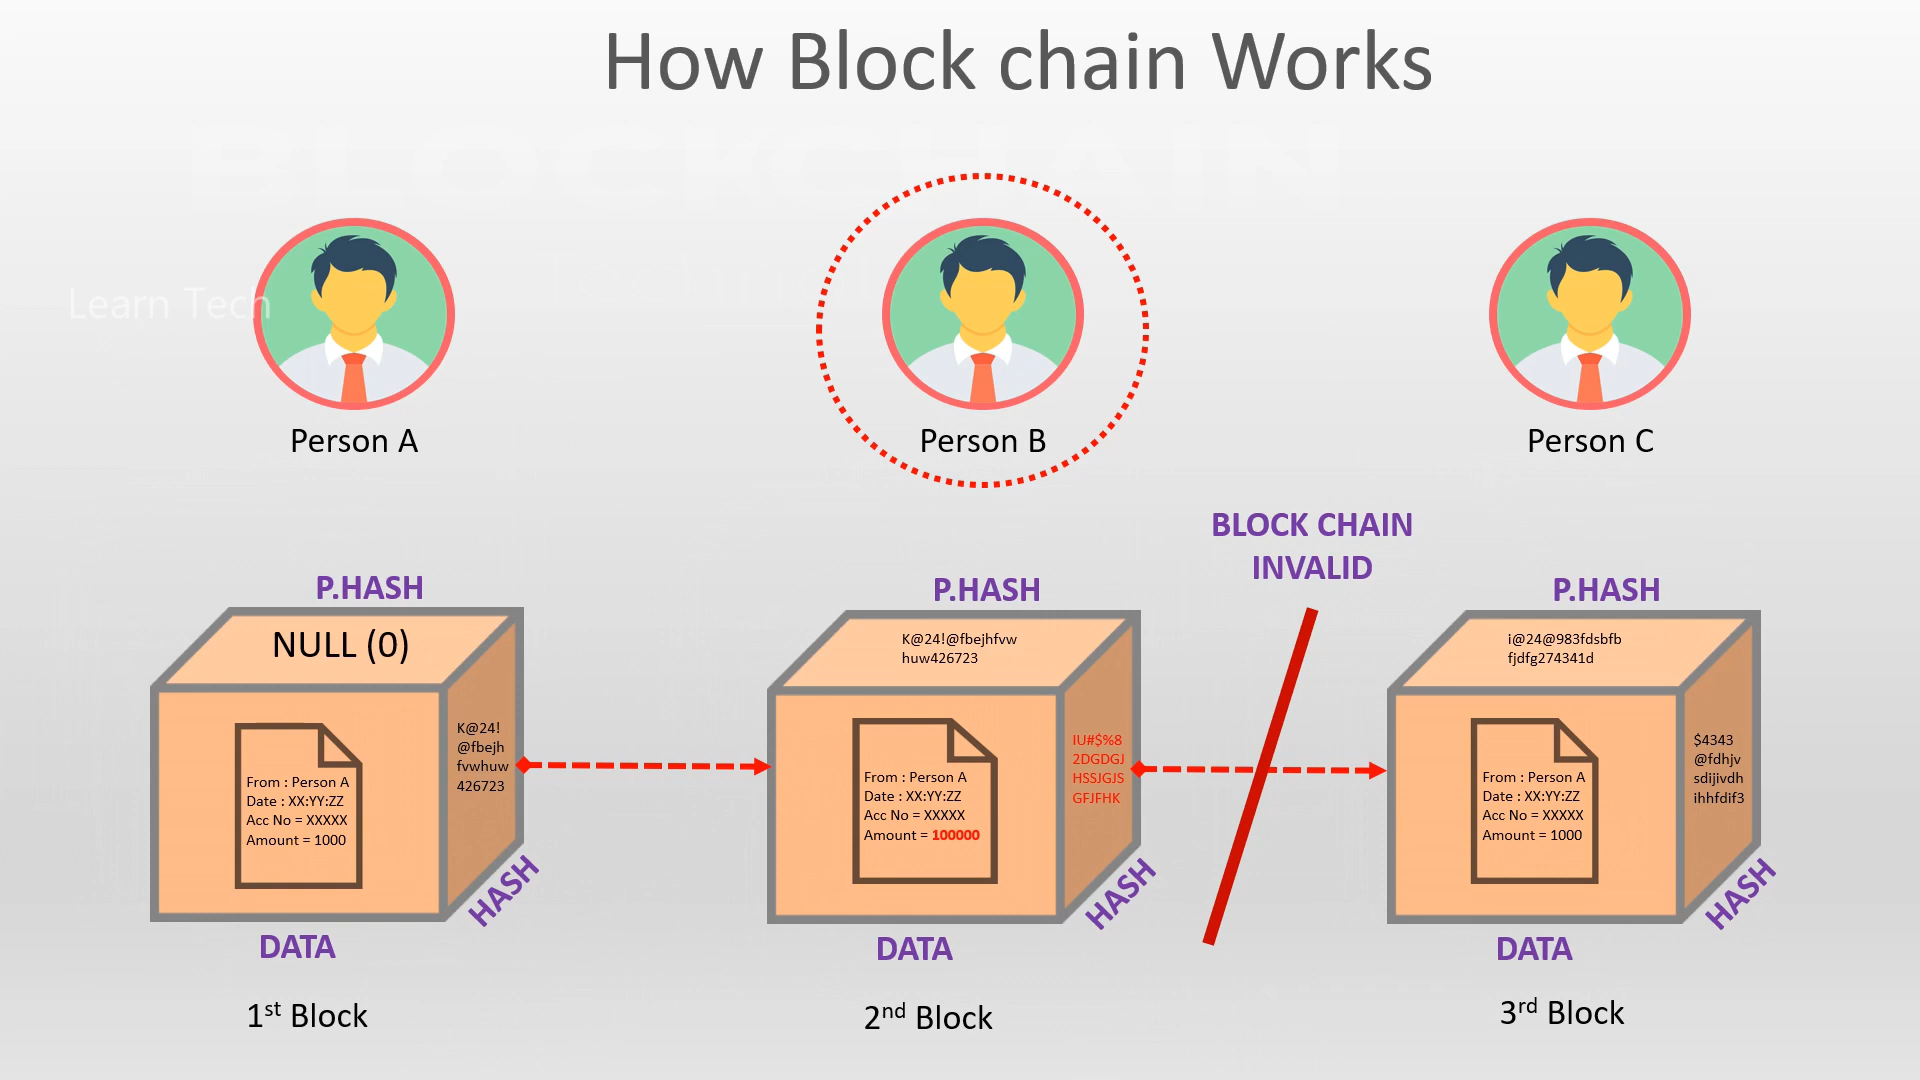 How Block chain Works
BLOCKCHAIN
Learn Tech
Person A
Person B
Person C
BLOCK CHAIN
INVALID
P.HASH
NULL (0)
K@24!
@fbejh
fvwhuw
426723
From : Person A
Date : XX:YY:ZZ
Acc No = XXXXX
Amount = 1000
HASH
DATA
1st Block
P.HASH
K@24!@fbejhfvw
huw426723
IU#$%8
2DGDGJ
HSSJGJS
GFJFHK
From : Person A
Date : XX:YY:ZZ
Acc No = XXXXX
Amount = 100000
HASH
DATA
2nd Block
P.HASH
i@24@983fdsbfb
fjdfg274341d
$4343
@fdhjv
sdijivdh
ihhfdif3
From : Person A
Date : XX:YY:ZZ
Acc No = XXXXX
Amount = 1000
HASH
DATA
3rd Block